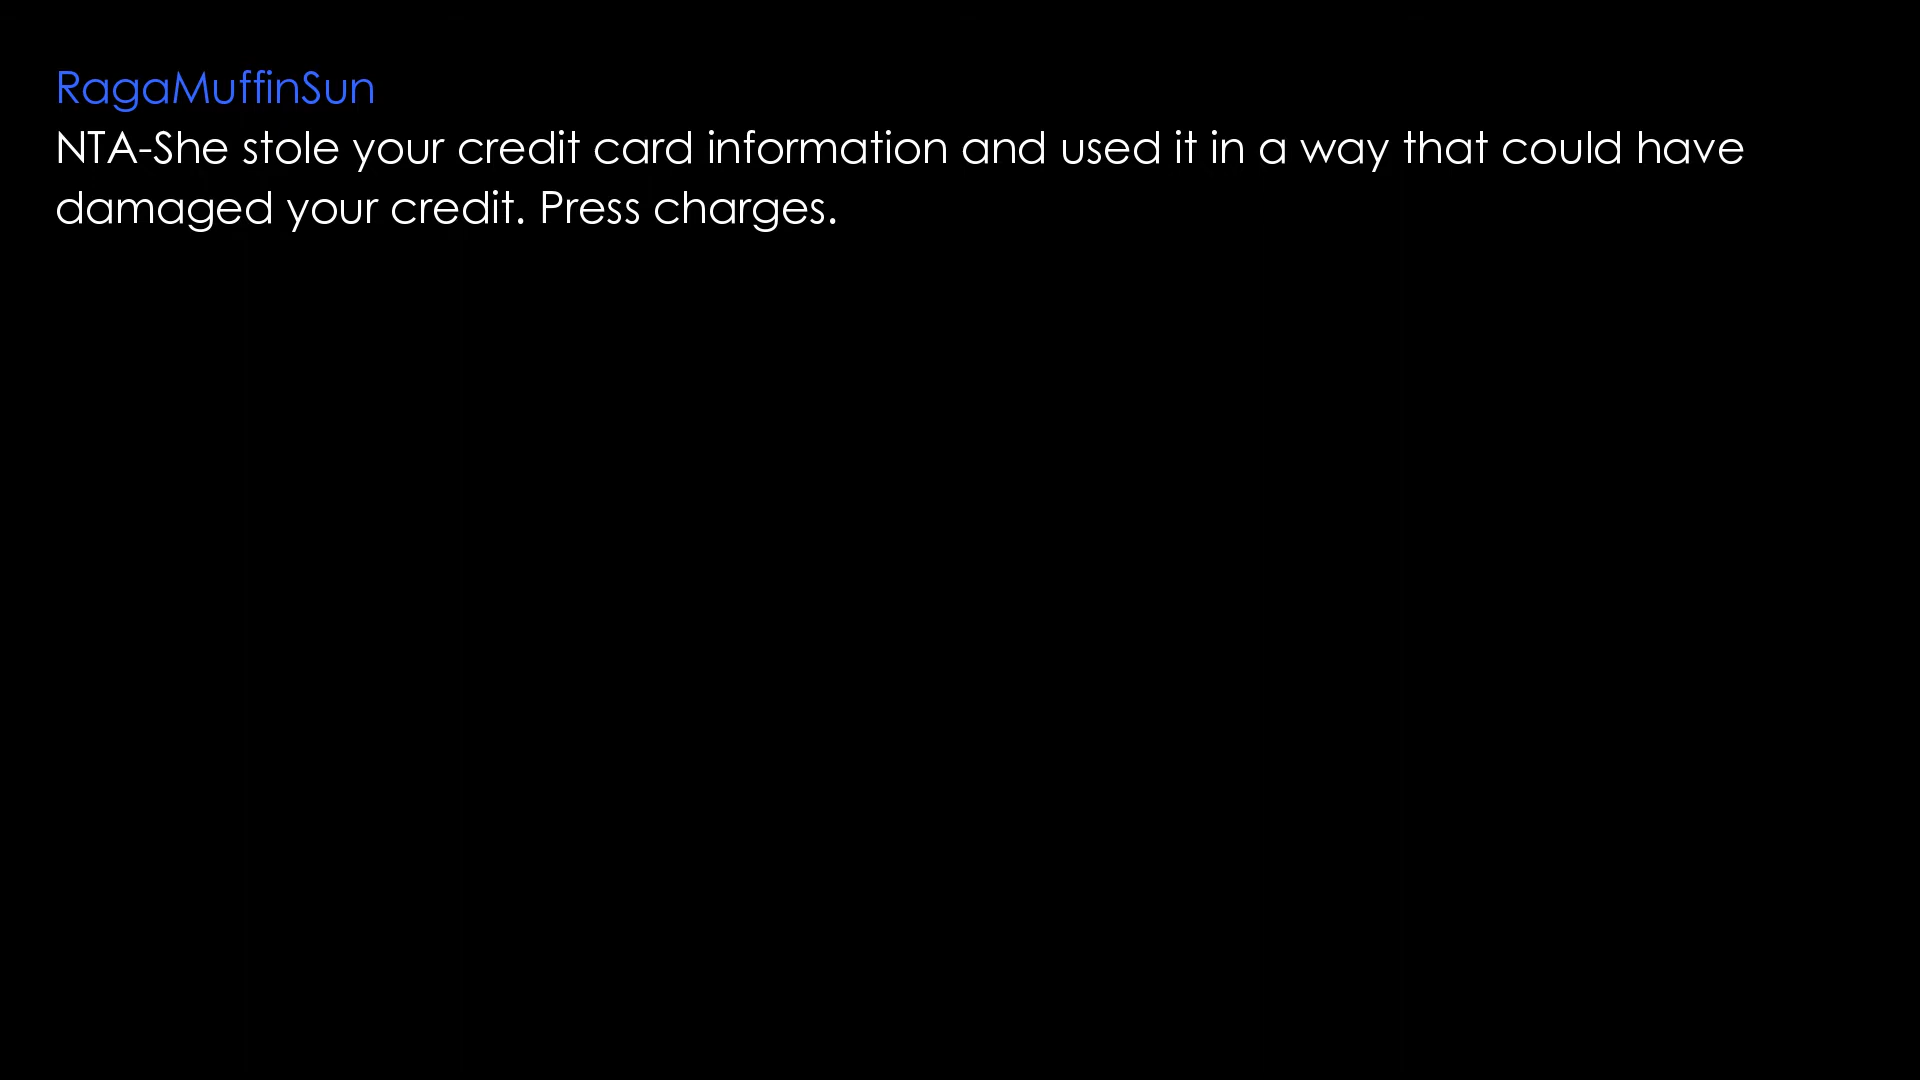 RagaMuffinSun
NTA-She stole your credit card information and used it in a way that could have
damaged your credit. Press charges.